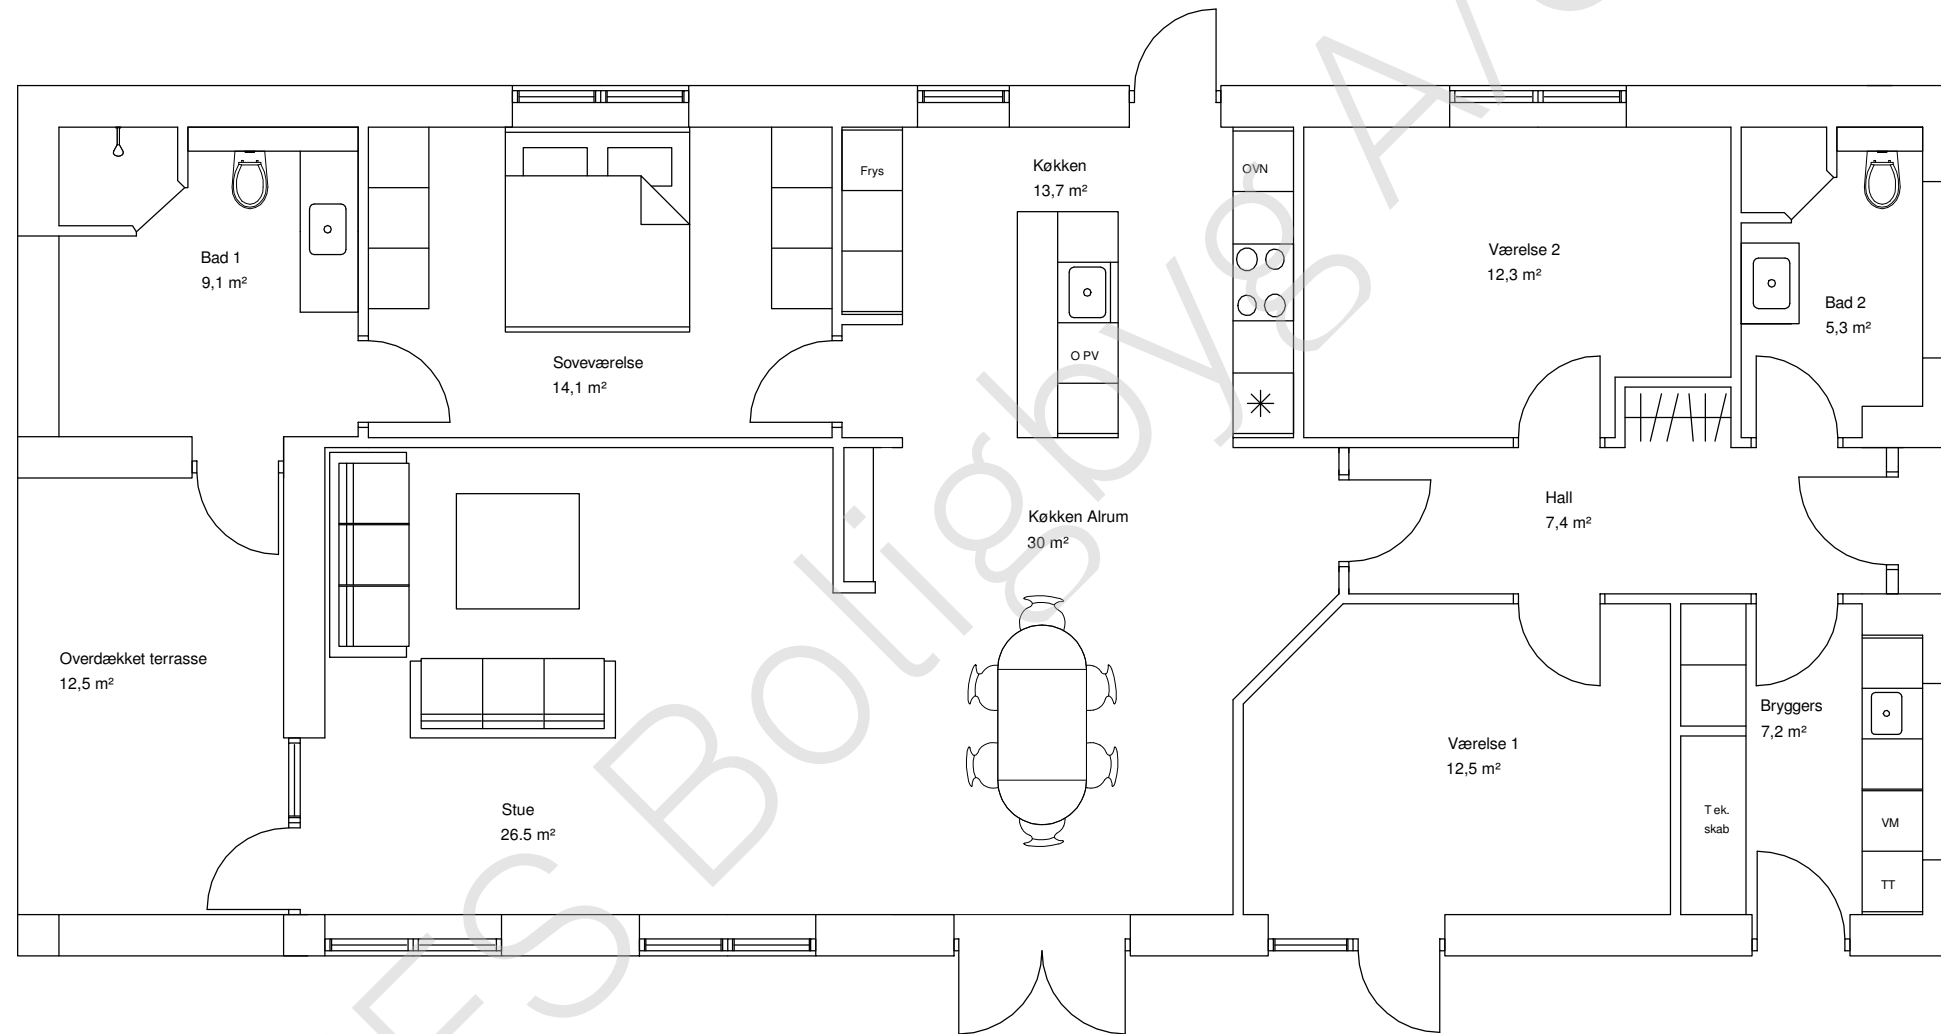 Frys
Køkken
13,7 m²
OVN
Bad 1
9,1 m²
Værelse 2
12,3 m²
Bad 2
5,3 m²
Soveværelse
14,1 m²
O PV
Køkken Alrum
30 m²
Hall
7,4 m²
Overdækket terrasse
12,5 m²
Stue
26.5 m²
Værelse 1
12,5 m²
Bryggers
7,2 m²
Tek.
skab
VM
TT
FS Boligbyg A/S